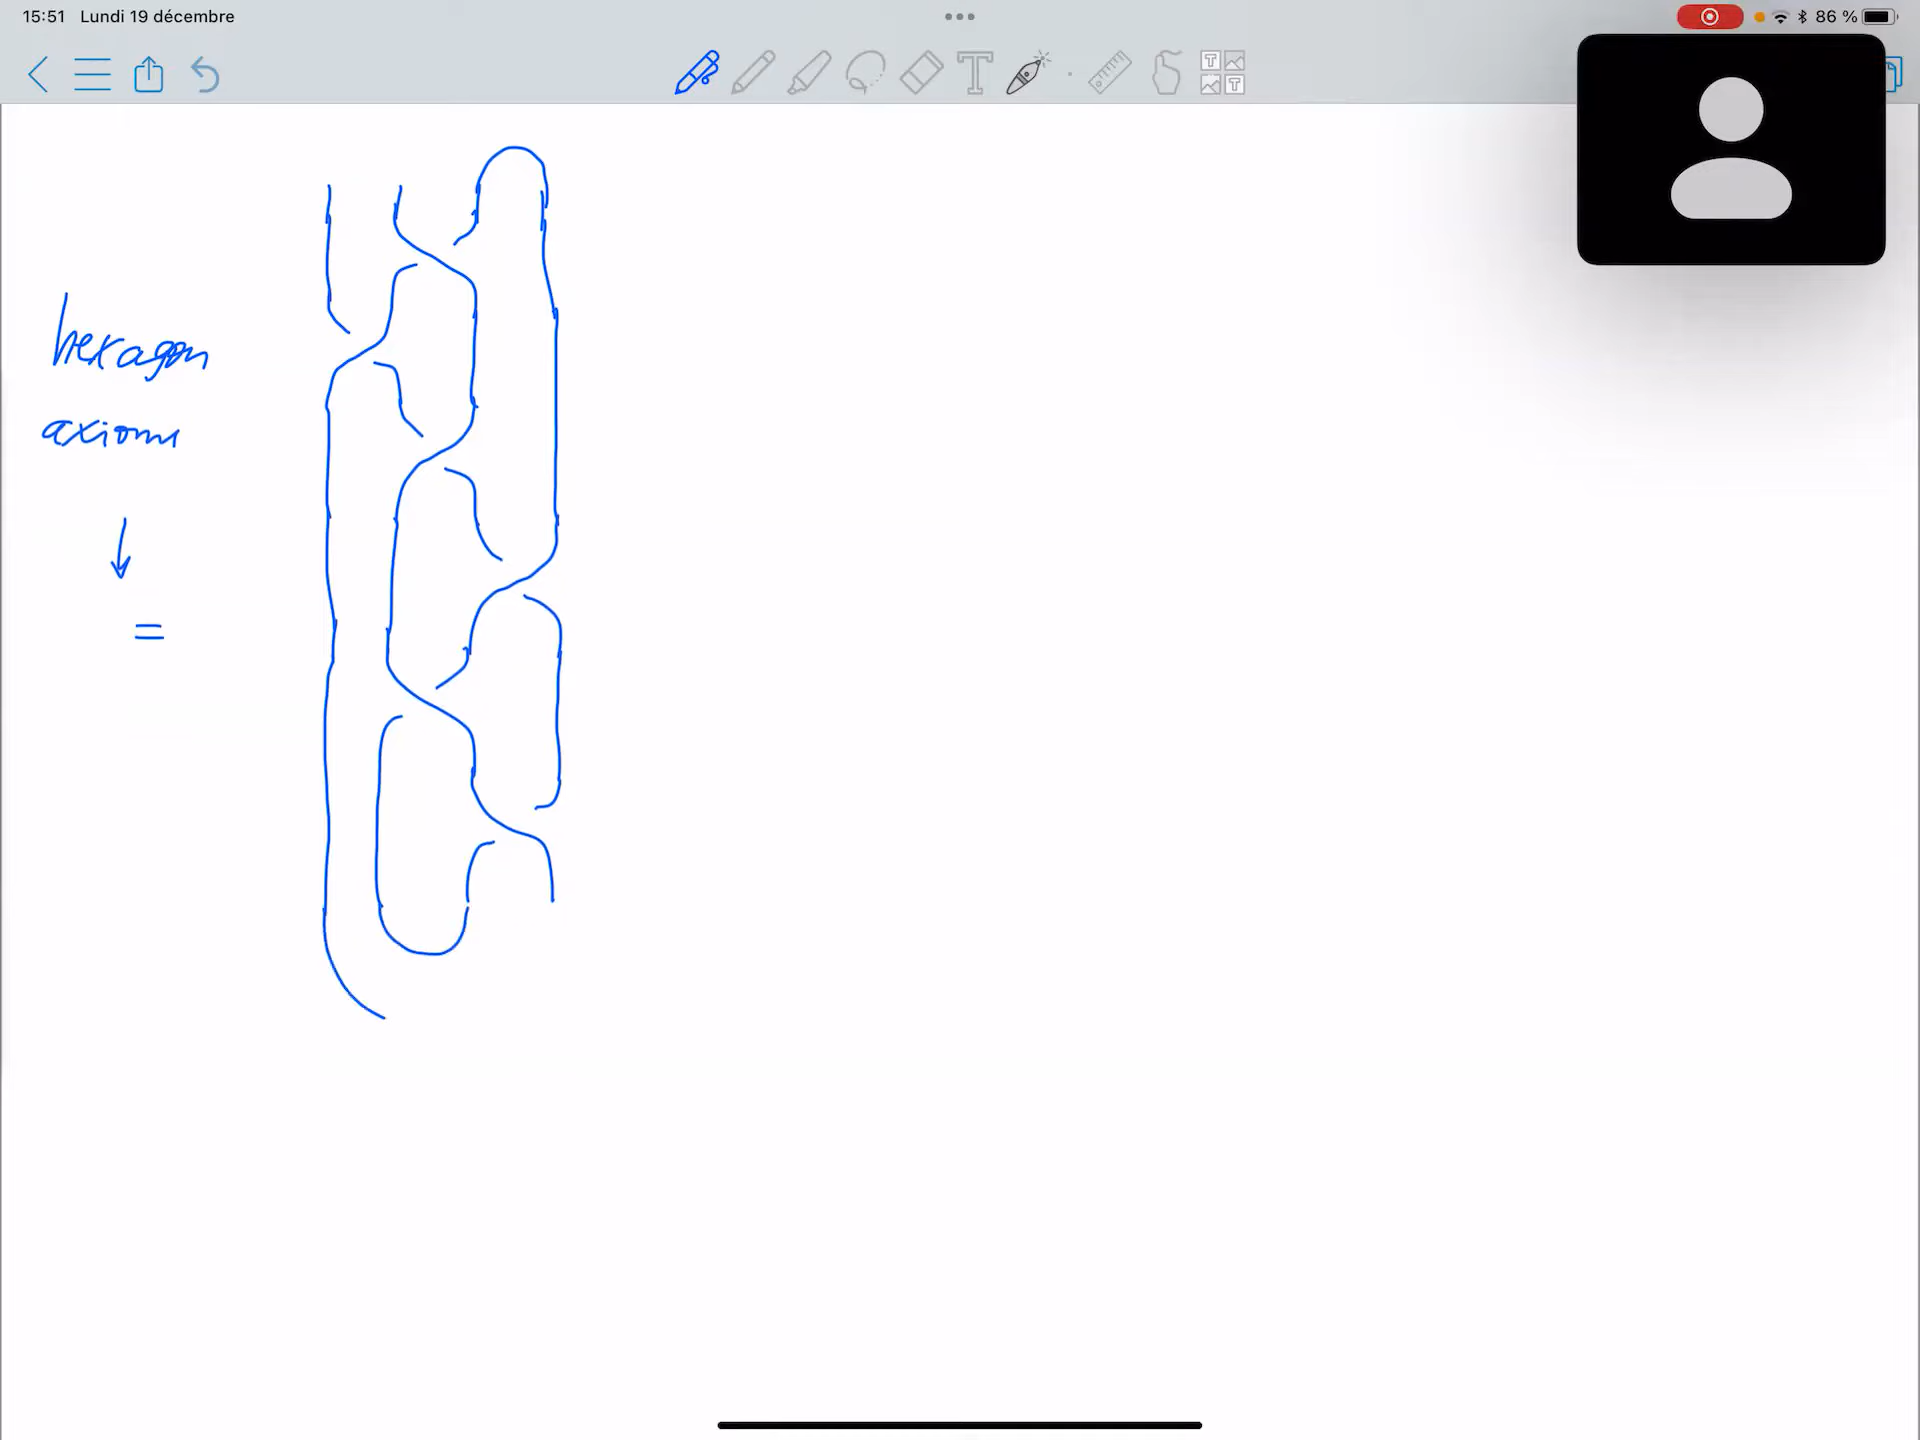 15:51 Lundi 19 décembre
86 %
hexagon
axioms
=